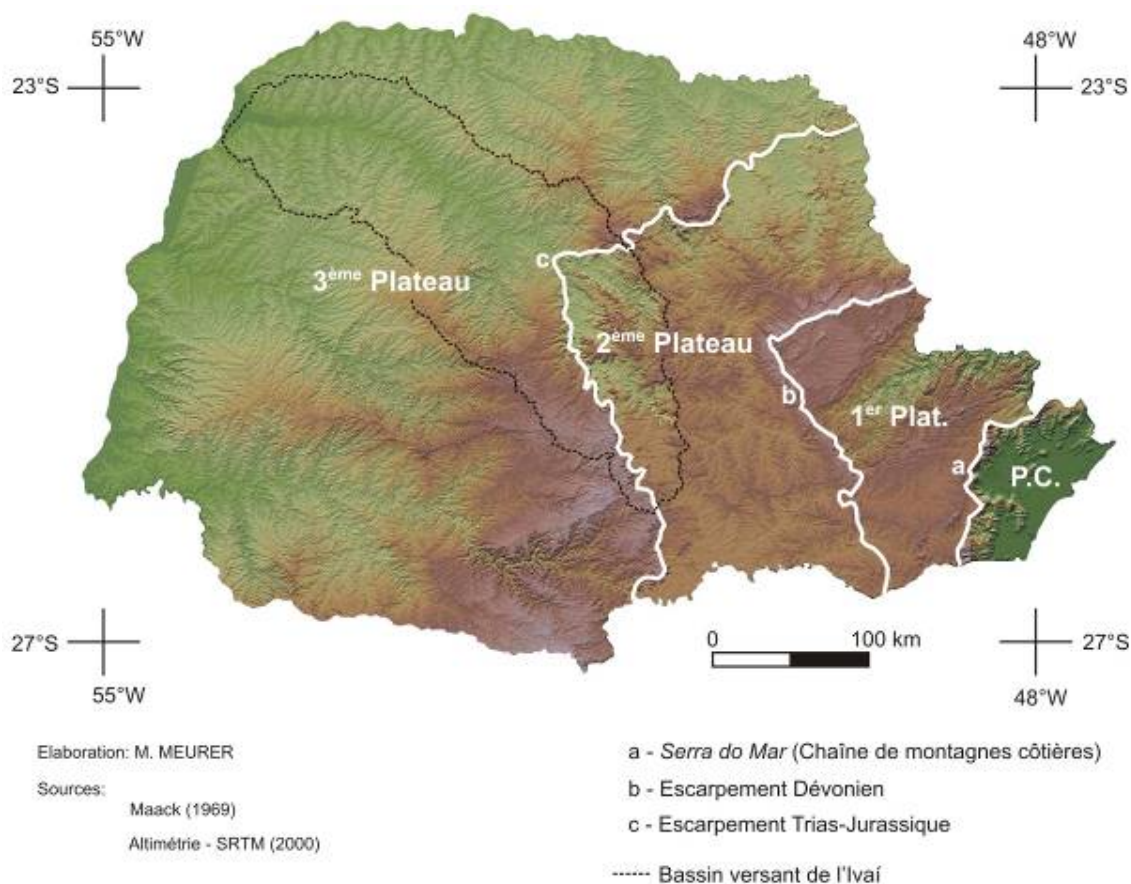 55°W
48°W
23°S
23°S
c
3ème Plateau
2ème Plateau
b
1er Plat.
a
P.C.
27°S
0 100 km
27°S
55°W
48°W
Elaboration: M. MEURER
Sources:
Maack (1969)
Altimétrie - SRTM (2000)
a - Serra do Mar (Chaîne de montagnes côtières)
b - Escarpement Dévonien
c - Escarpement Trias-Jurassique
Bassin versant de l'Ivaí